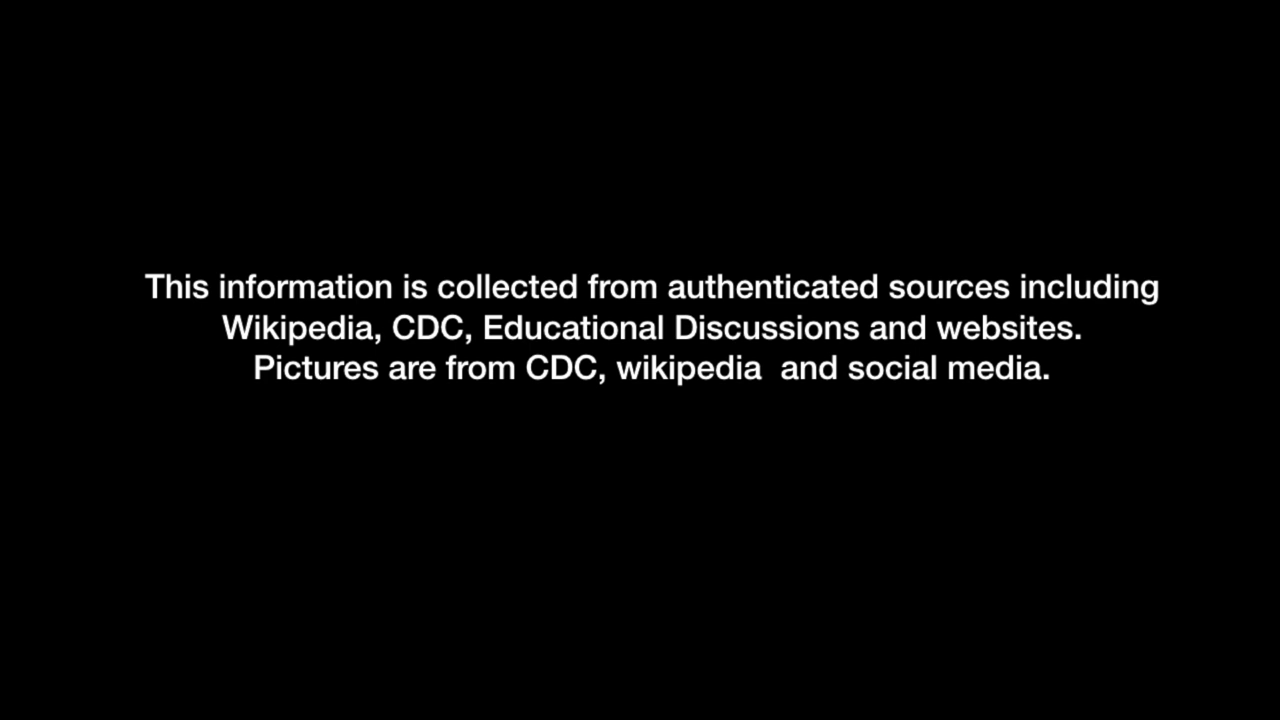 This information is collected from authenticated sources including
Wikipedia, CDC, Educational Discussions and websites.
Pictures are from CDC, wikipedia  and social media.